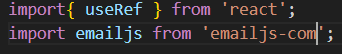 import{ useRef } from 'react';
import emailjs from 'emailjs-com';